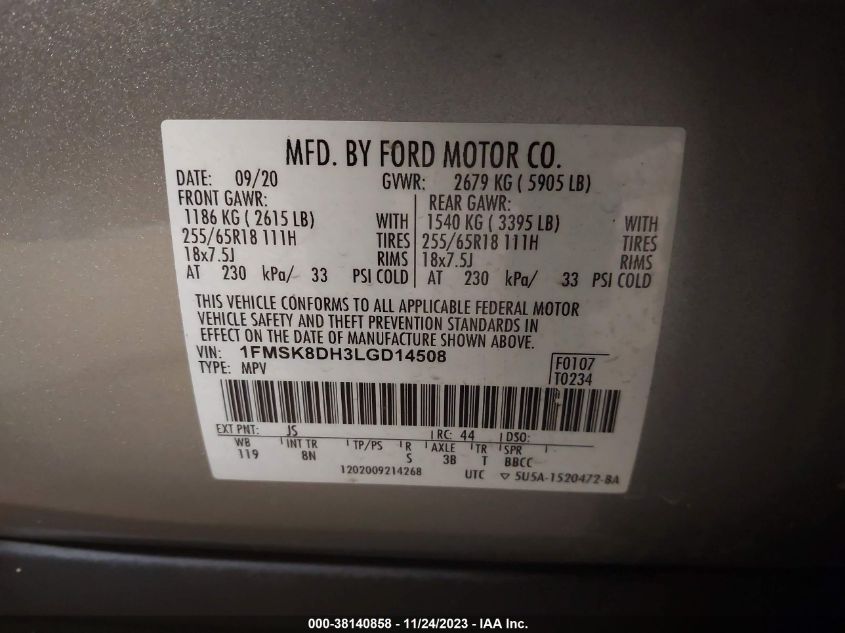 MFD. BY FORD MOTOR CO.
DATE: 09/20 GVWR: 2679 KG ( 5905 LB)
FRONT GAWR: REAR GAWR:
1186 KG ( 2615 LB) WITH 1540 KG ( 3395 LB) WITH
255/65R18 111H TIRES 255/65R18 111H TIRES
18x7.5J RIMS 18x7.5J RIMS
AT 230 kPa/ 33 PSI COLD AT 230 kPa/ 33 PSI COLD
THIS VEHICLE CONFORMS TO ALL APPLICABLE FEDERAL MOTOR
VEHICLE SAFETY AND THEFT PREVENTION STANDARDS IN
EFFECT ON THE DATE OF MANUFACTURE SHOWN ABOVE.
VIN: 1FMSK8DH3LGD14508 F0107
TYPE: MPV T0234
EXT PNT: JS RC: 44 DSO:
WB INT TR TP/PS R AXLE TR SPR
119 8N S 3B T BBCC
1202009214268 UTC ▽ 5U5A-1520472-BA
000-38140858 - 11/24/2023 - IAA Inc.